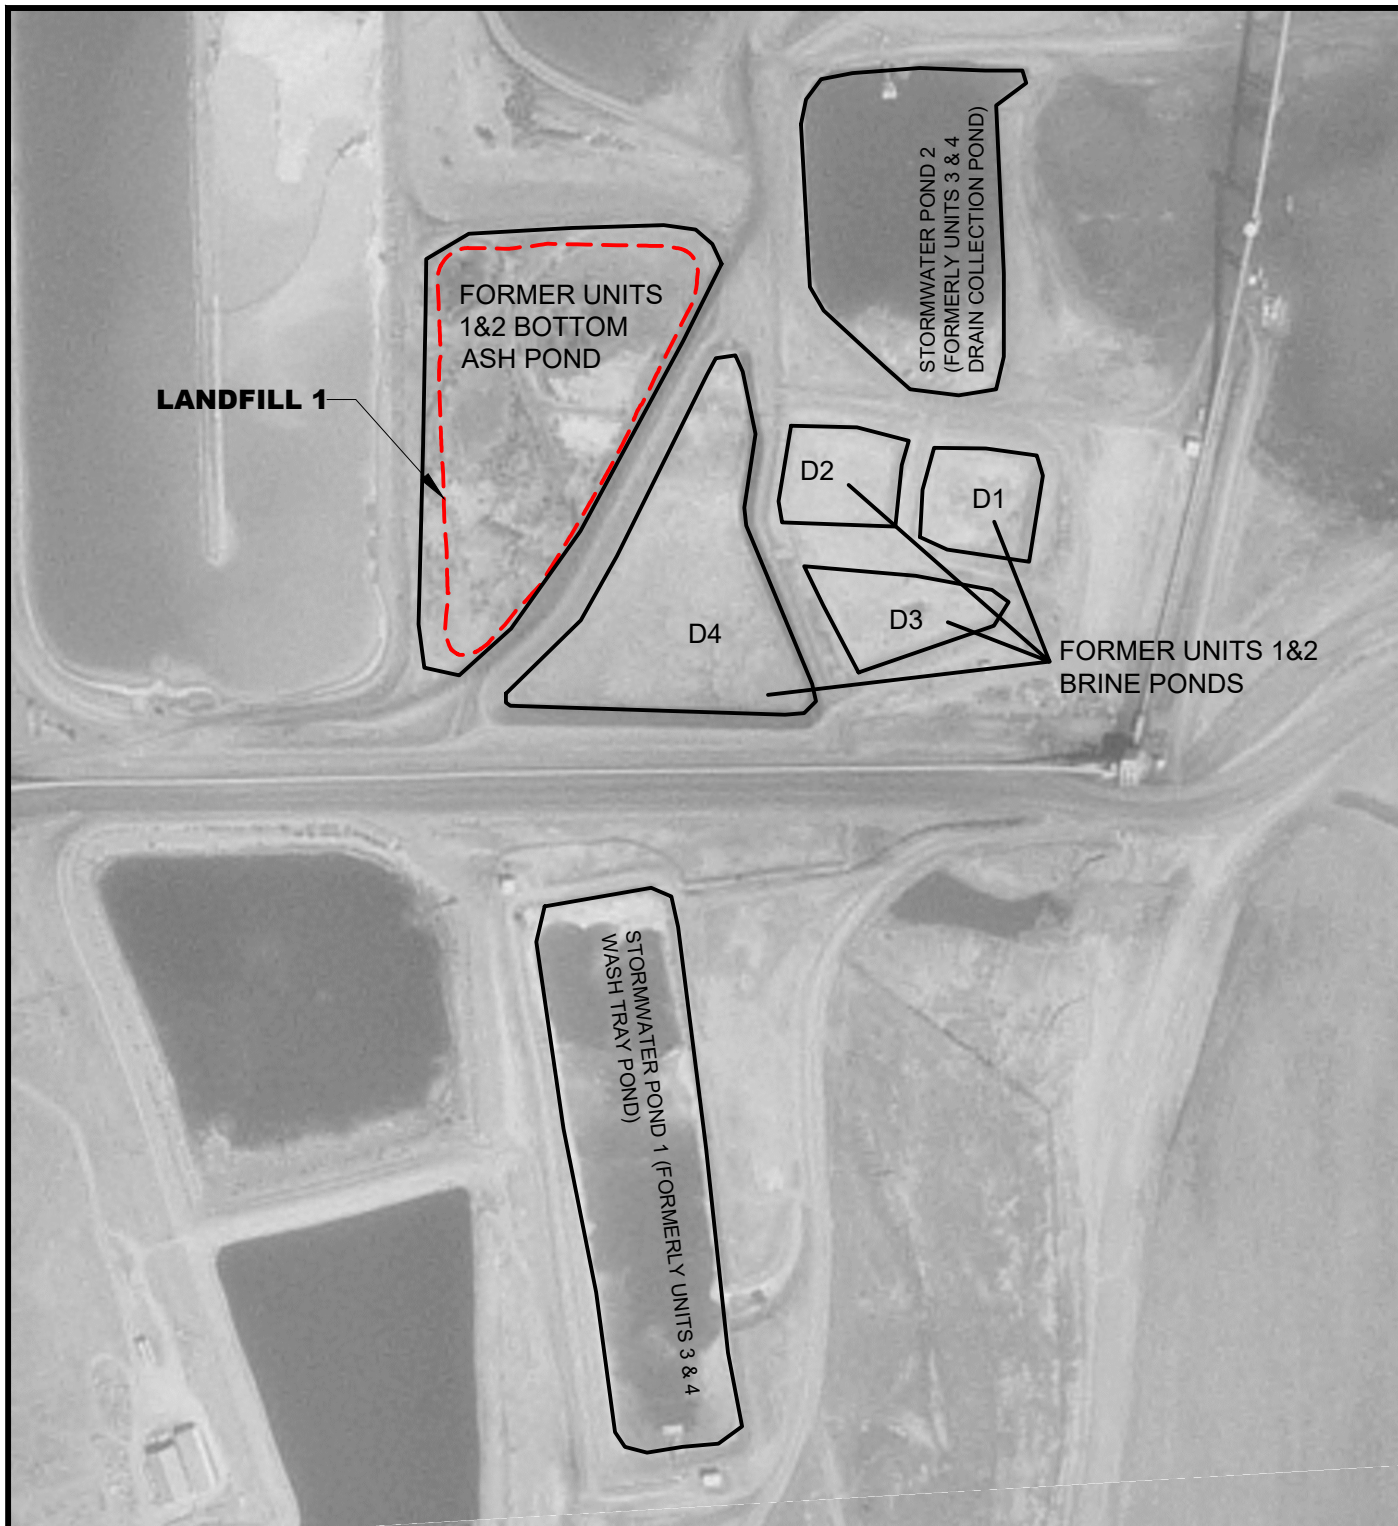 STORMWATER POND 2
(FORMERLY UNITS 3 & 4
DRAIN COLLECTION POND)
FORMER UNITS
1&2 BOTTOM
ASH POND
LANDFILL 1
D2
D1
D3
D4
FORMER UNITS 1&2
BRINE PONDS
STORMWATER POND 1 (FORMERLY UNITS 3 & 4
WASH TRAY POND)